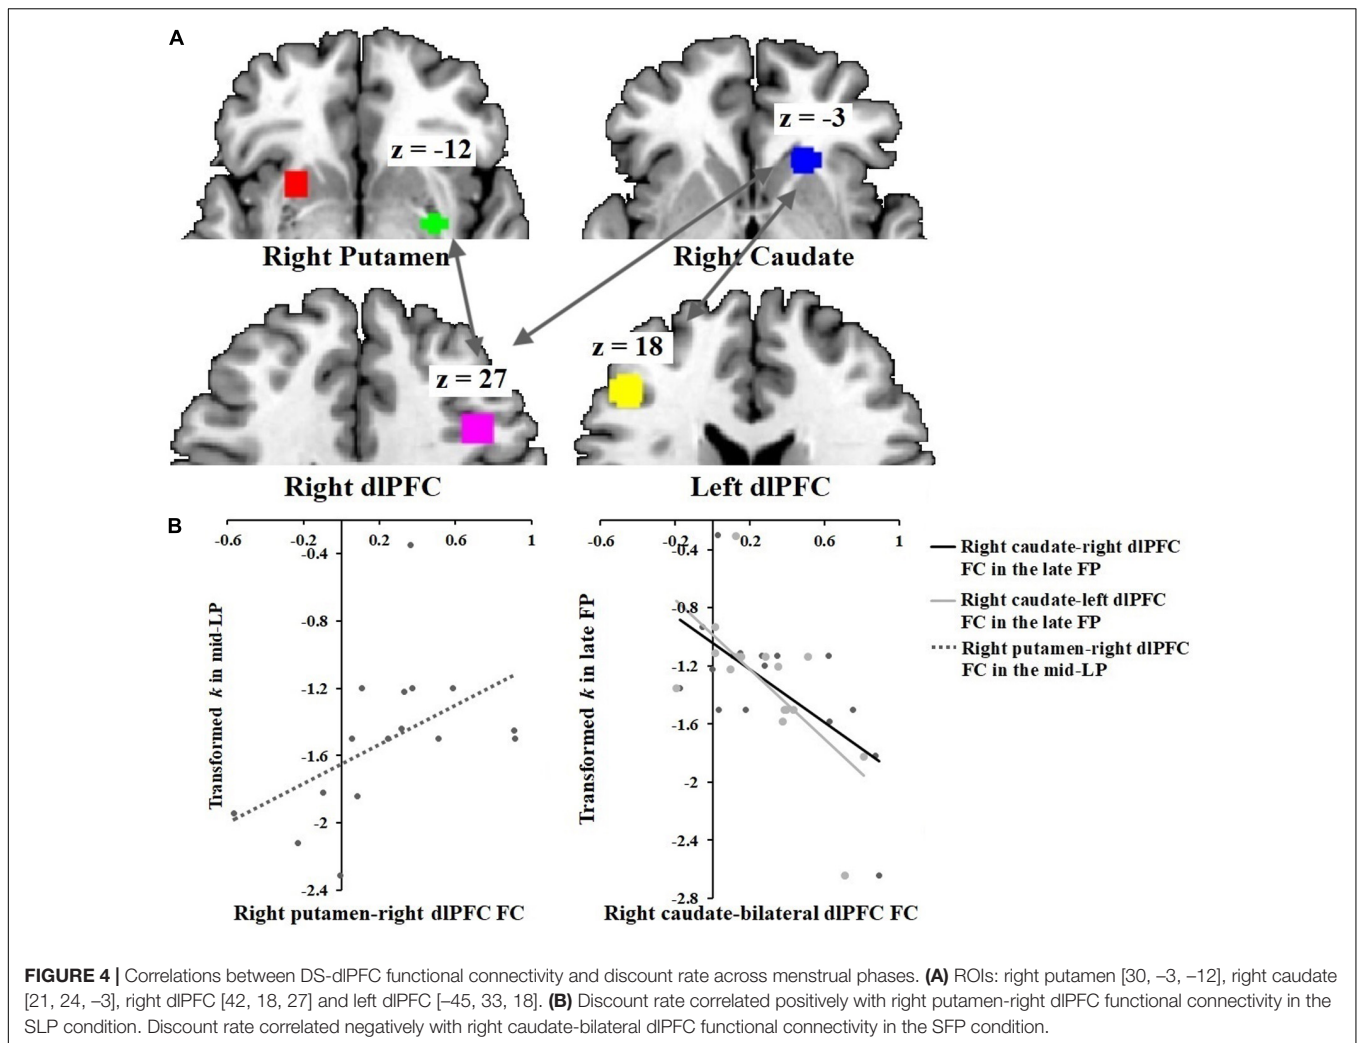 A
z = -12
z = -3
Right Putamen
Right Caudate
z = 27
z = 18
Right dlPFC
Left dlPFC
B
-0.6
-0.2
0.2
0.6
1
-0.4
-0.8
-1.2
-1.6
-2
-2.4
Transformed k in mid-LP
Right putamen-right dlPFC FC
-0.6
-0.2
0.2
0.6
1
-0.4
-0.8
-1.2
-1.6
-2
-2.4
-2.8
Transformed k in late FP
Right caudate-bilateral dlPFC FC
Right caudate-right dlPFC
FC in the late FP
Right caudate-left dlPFC
FC in the late FP
Right putamen-right dlPFC
FC in the mid-LP
FIGURE 4 | Correlations between DS-dlPFC functional connectivity and discount rate across menstrual phases. (A) ROIs: right putamen [30, –3, –12], right caudate
[21, 24, –3], right dlPFC [42, 18, 27] and left dlPFC [–45, 33, 18]. (B) Discount rate correlated positively with right putamen-right dlPFC functional connectivity in the
SLP condition. Discount rate correlated negatively with right caudate-bilateral dlPFC functional connectivity in the SFP condition.